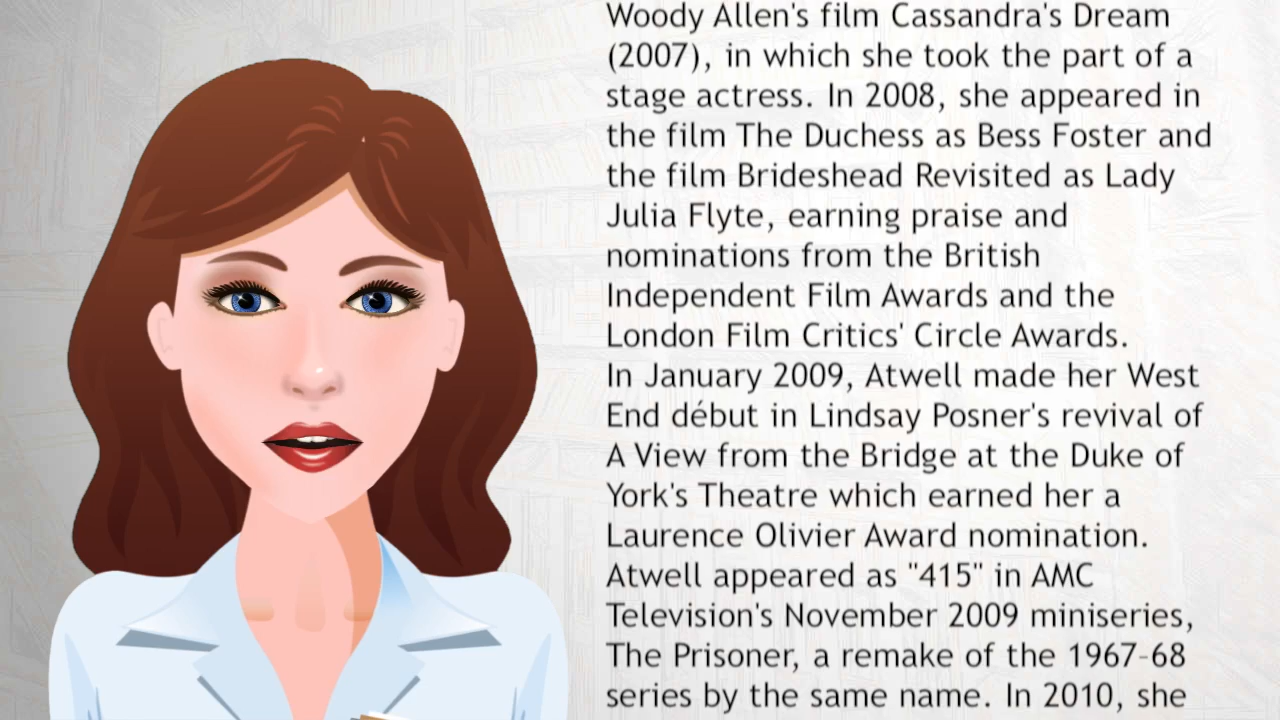 Woody Allen's film Cassandra's Dream
(2007), in which she took the part of a
stage actress. In 2008, she appeared in
the film The Duchess as Bess Foster and
the film Brideshead Revisited as Lady
Julia Flyte, earning praise and
nominations from the British
Independent Film Awards and the
London Film Critics' Circle Awards.
In January 2009, Atwell made her West
End début in Lindsay Posner's revival of
A View from the Bridge at the Duke of
York's Theatre which earned her a
Laurence Olivier Award nomination.
Atwell appeared as "415" in AMC
Television's November 2009 miniseries,
The Prisoner, a remake of the 1967–68
series by the same name. In 2010, she